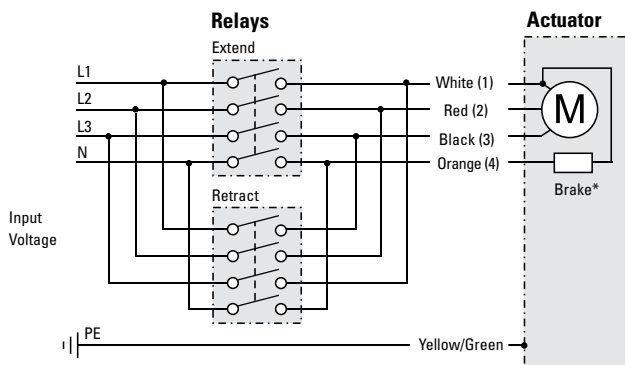 Relays
Actuator
Extend
L1
L2
L3
N
White (1)
Red (2)
Black (3)
Orange (4)
M
Brake*
Retract
Input
Voltage
PE
Yellow/Green